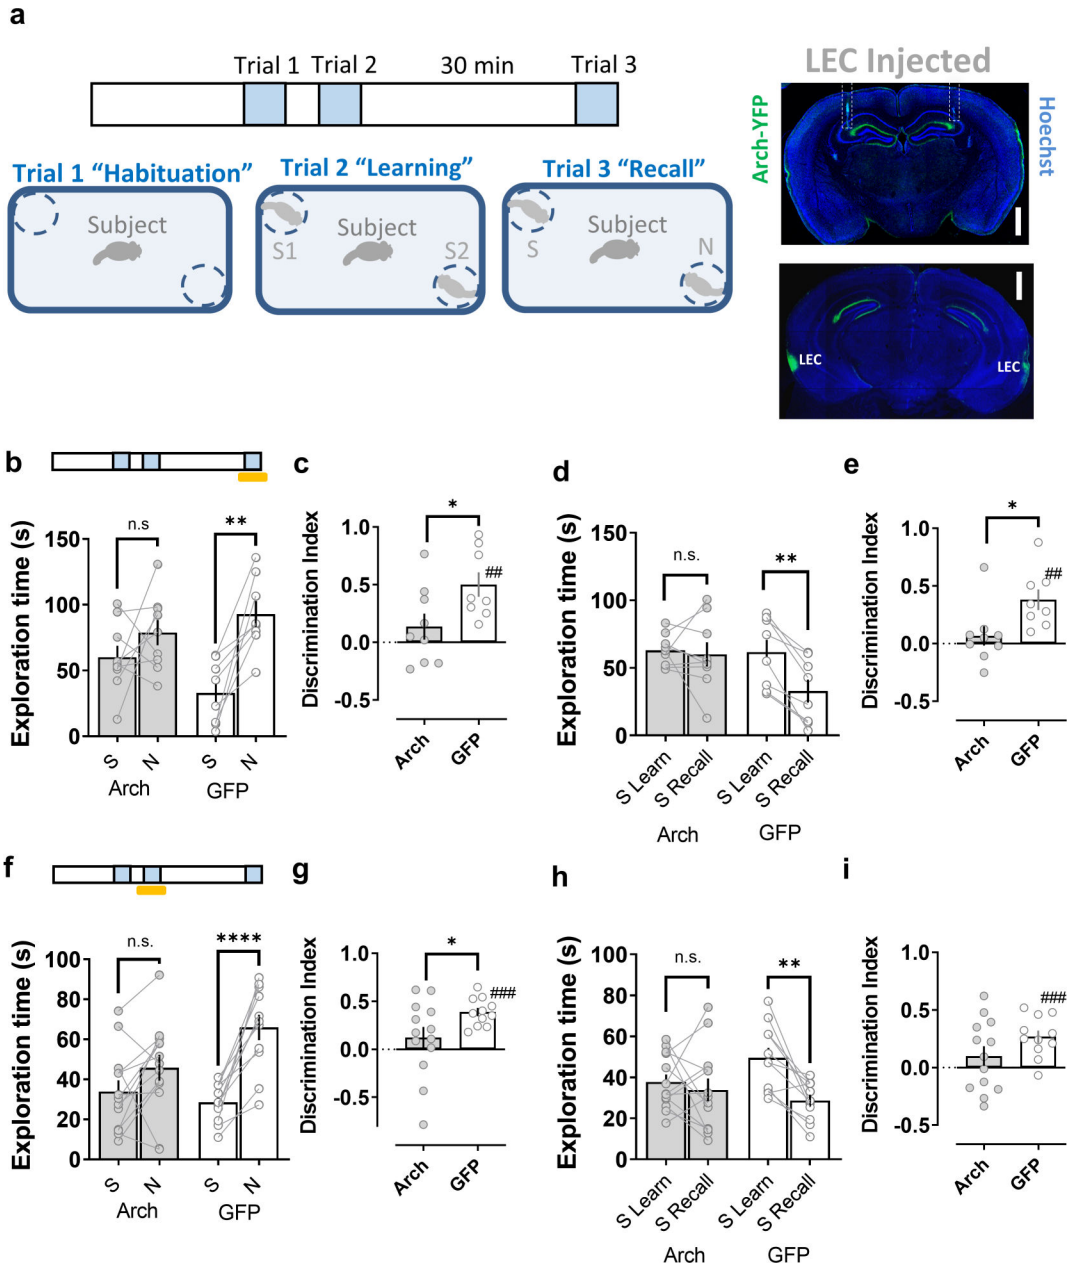 a
Trial 1 Trial 2 30 min Trial 3
LEC Injected
Arch-YFP
Hoechst
Trial 1 “Habituation”
Trial 2 “Learning”
Trial 3 “Recall”
Subject
Subject
S1
S2
Subject
S
N
LEC
LEC
b
Exploration time (s)
150
100
50
0
n.s
**
S N S N
Arch GFP
c
Discrimination Index
1.0
0.5
0.0
-0.5
*
##
Arch GFP
d
Exploration time (s)
150
100
50
0
n.s.
**
S Learn S Recall S Learn S Recall
Arch GFP
e
Discrimination Index
1.0
0.5
0.0
-0.5
*
##
Arch GFP
f
Exploration time (s)
100
80
60
40
20
0
n.s.
****
S N S N
Arch GFP
g
Discrimination Index
1.0
0.5
0.0
-0.5
*
###
Arch GFP
h
Exploration time (s)
100
80
60
40
20
0
n.s.
**
S Learn S Recall S Learn S Recall
Arch GFP
i
Discrimination Index
1.0
0.5
0.0
-0.5
###
Arch GFP